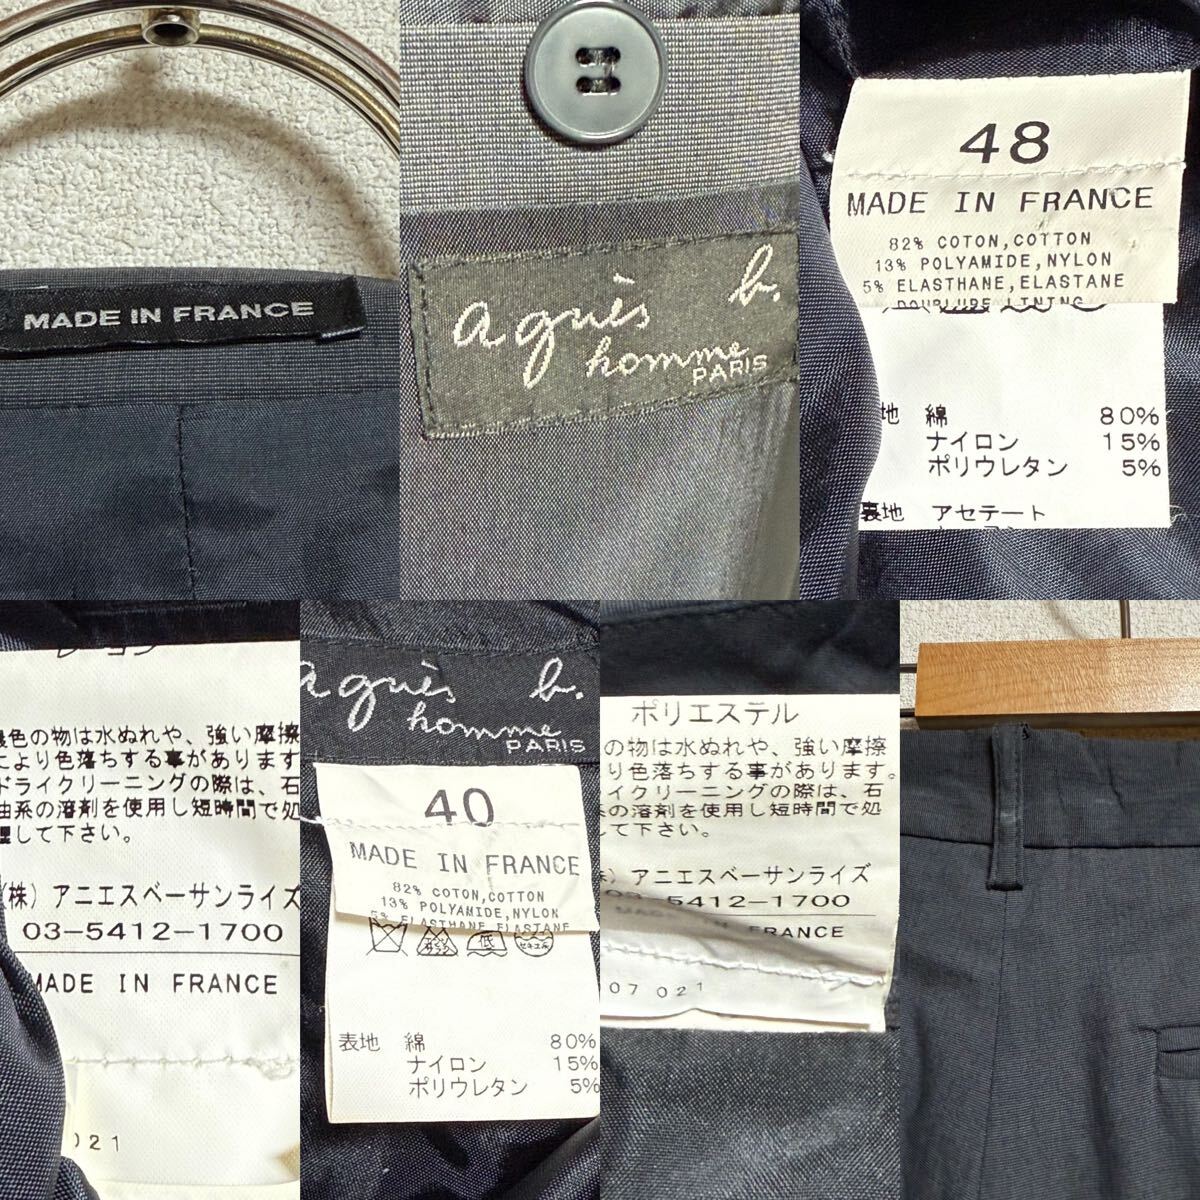 MADE IN FRANCE
agnès b.
homme
PARIS
48
MADE IN FRANCE
82% COTON,COTTON
13% POLYAMIDE,NYLON
5% ELASTHANE,ELASTANE
DOUBLURE LINING
地 綿 80%
ナイロン 15%
ポリウレタン 5%
裏地 アセテート
色の物は水ぬれや、強い摩擦
により色落ちする事があります
ドライクリーニングの際は、石
油系の溶剤を使用し短時間で処
理して下さい。
(株) アニエスベーサンライズ
03-5412-1700
MADE IN FRANCE
021
agnès b.
homme
PARIS
40
MADE IN FRANCE
82% COTON,COTTON
13% POLYAMIDE,NYLON
5% ELASTHANE,ELASTANE
低
セキユ系
表地 綿 80%
ナイロン 15%
ポリウレタン 5%
ポリエステル
の物は水ぬれや、強い摩擦
り色落ちする事があります。
イクリーニングの際は、石
の溶剤を使用し短時間で処
して下さい。
) アニエスベーサンライズ
03-5412-1700
MADE IN FRANCE
07 021